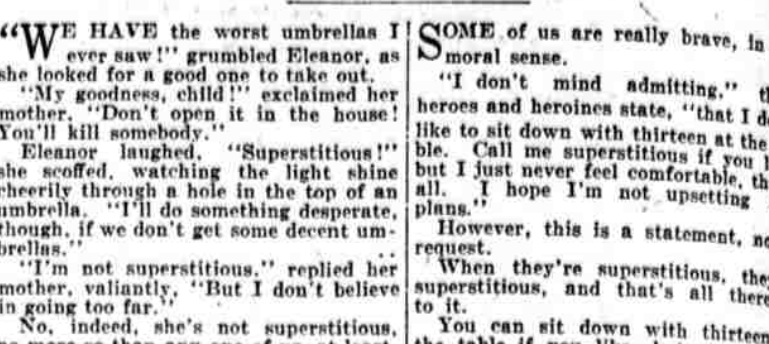 "WE HAVE the worst umbrellas I
ever saw!" grumbled Eleanor, as
she looked for a good one to take out.
"My goodness, child!" exclaimed her
mother. "Don't open it in the house!
You'll kill somebody."
Eleanor laughed. "Superstitious!"
she scoffed, watching the light shine
cheerily through a hole in the top of an
umbrella. "I'll do something desperate,
though, if we don't get some decent um-
brellas."
"I'm not superstitious," replied her
mother, valiantly, "But I don't believe
in going too far."
No, indeed, she's not superstitious,
SOME of us are really brave, in
moral sense.
"I don't mind admitting," th
heroes and heroines state, "that I d
like to sit down with thirteen at the
ble. Call me superstitious if you l
but I just never feel comfortable, th
all. I hope I'm not upsetting
plans."
However, this is a statement, no
request.
When they're superstitious, they
superstitious, and that's all there
to it.
You can sit down with thirteen